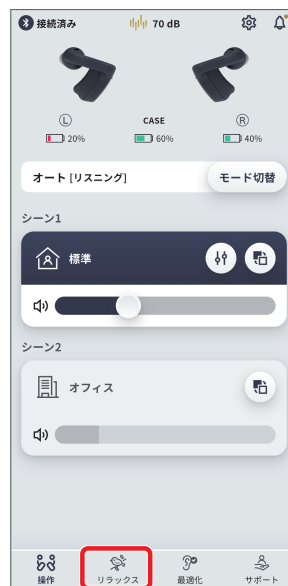 接続済み 70 dB
Ⓛ CASE Ⓡ
20% 60% 40%
オート [リスニング] モード切替
シーン1
標準
シーン2
オフィス
操作 リラックス 最適化 サポート